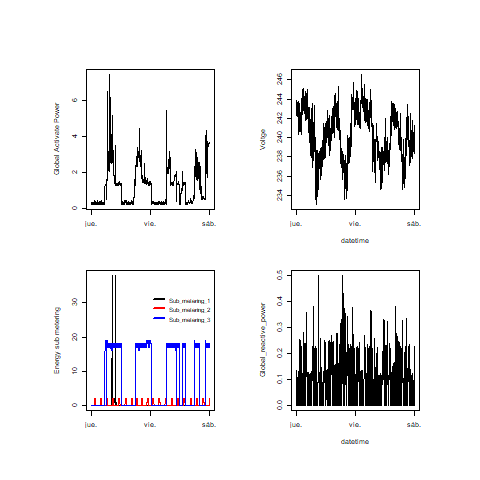 Global Activate Power
0
2
4
6
jue.
vie.
sáb.
Voltge
234
236
238
240
242
244
246
jue.
vie.
sáb.
datetime
Energy sub metering
0
10
20
30
Sub_metering_1
Sub_metering_2
Sub_metering_3
jue.
vie.
sáb.
Global_reactive_power
0.0
0.1
0.2
0.3
0.4
0.5
jue.
vie.
sáb.
datetime